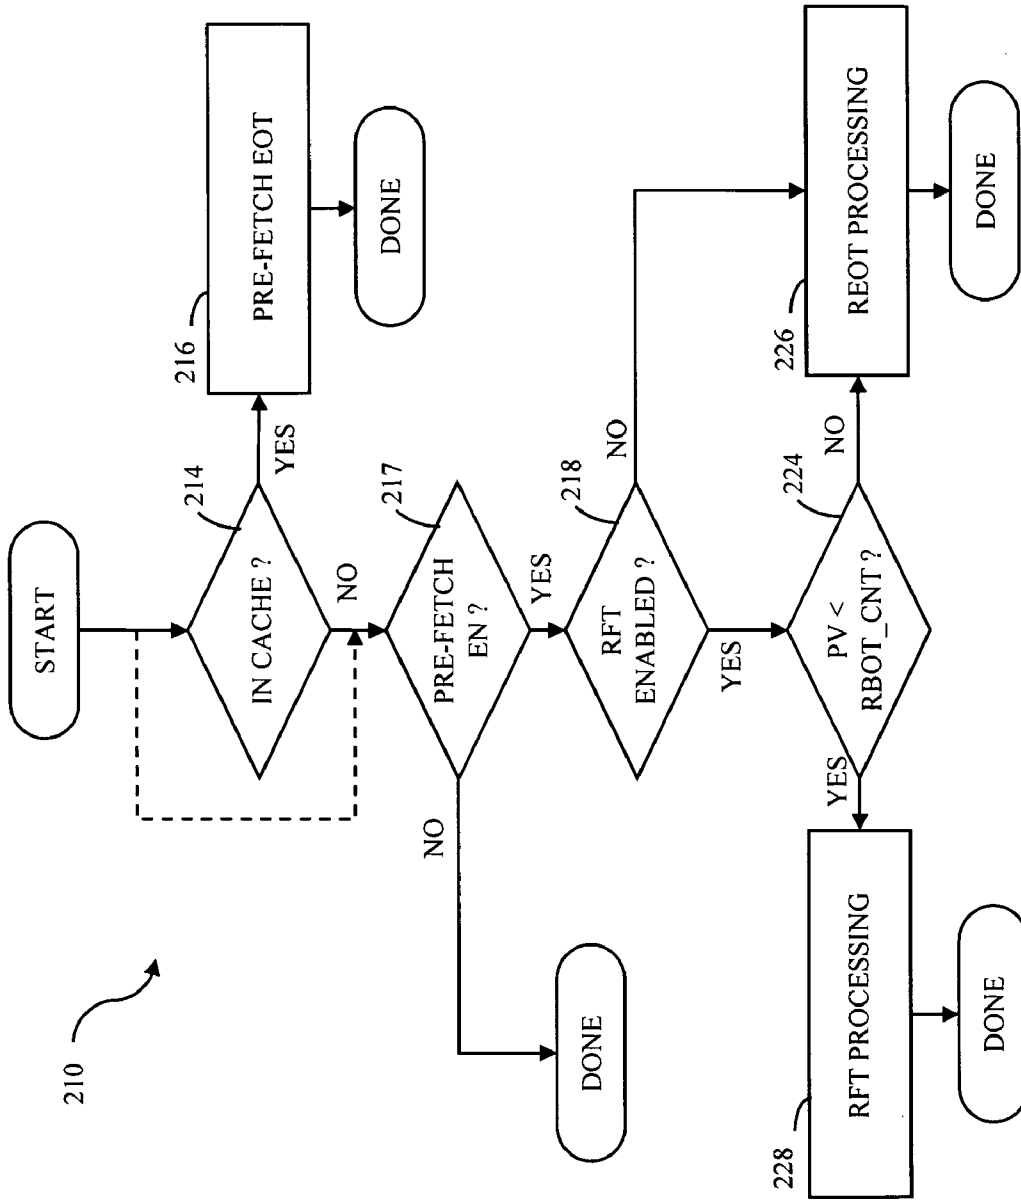 210
START
214
IN CACHE ?
YES
216
PRE-FETCH EOT
DONE
NO
217
PRE-FETCH
EN ?
NO
DONE
YES
218
RFT
ENABLED ?
NO
YES
224
PV <
RBOT_CNT ?
NO
226
REOT PROCESSING
DONE
YES
228
RFT PROCESSING
DONE